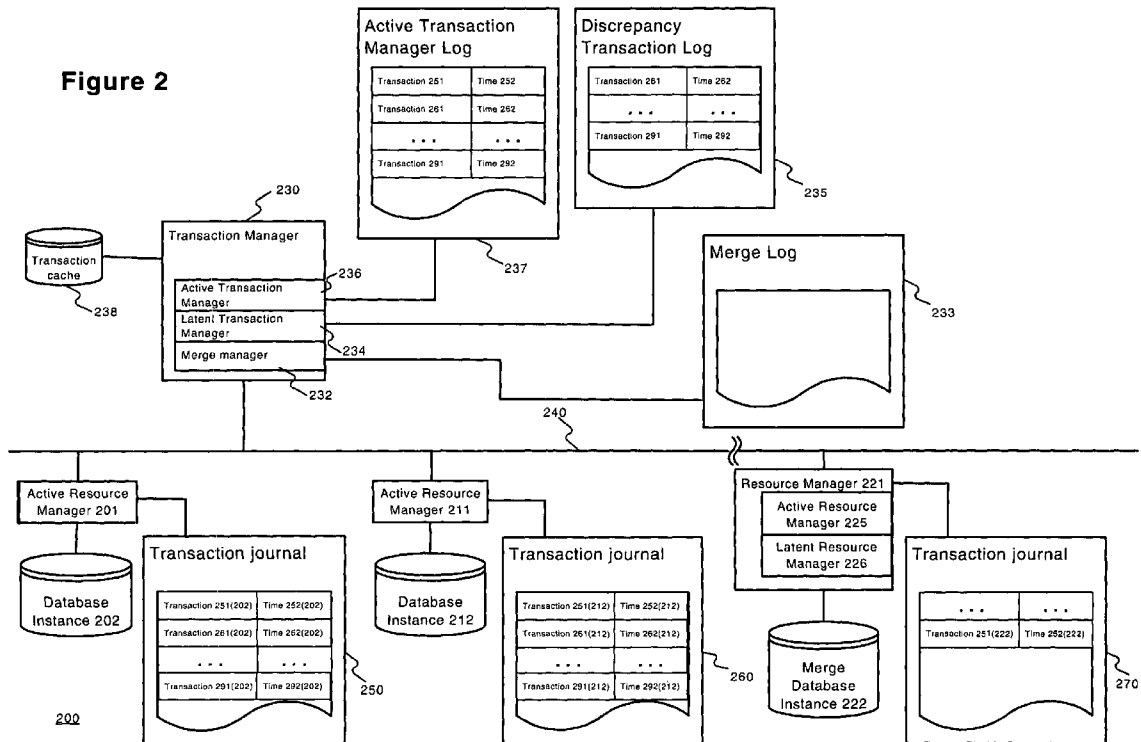 Figure 2
Active Transaction
Manager Log
Transaction 251 Time 252
Transaction 261 Time 262
... ...
Transaction 291 Time 292
237
Discrepancy
Transaction Log
Transaction 261 Time 262
... ...
Transaction 291 Time 292
235
230
Transaction Manager
Transaction
cache
238
236
Active Transaction
Manager
Latent Transaction
Manager
234
Merge manager
232
Merge Log
233
240
Active Resource
Manager 201
Database
Instance 202
Transaction journal
Transaction 251(202) Time 252(202)
Transaction 261(202) Time 262(202)
... ...
Transaction 291(202) Time 292(202)
250
Active Resource
Manager 211
Database
Instance 212
Transaction journal
Transaction 251(212) Time 252(212)
Transaction 261(212) Time 262(212)
... ...
Transaction 291(212) Time 292(212)
260
Resource Manager 221
Active Resource
Manager 225
Latent Resource
Manager 226
Merge
Database
Instance 222
Transaction journal
... ...
Transaction 251(222) Time 252(222)
270
200